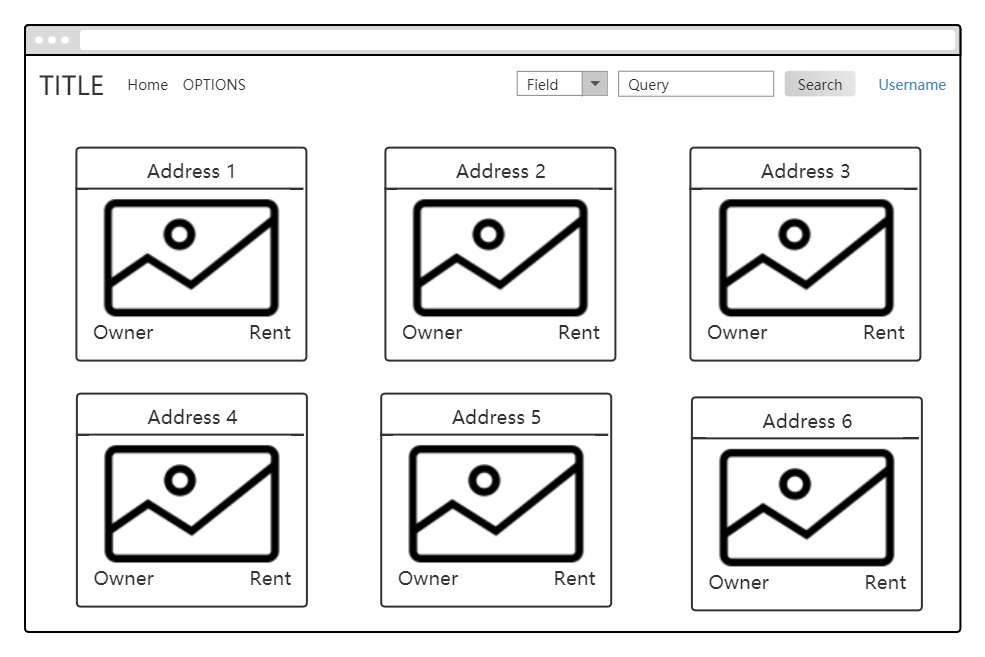 TITLE Home OPTIONS Field Query Search Username
Address 1 Address 2 Address 3
Owner Rent Owner Rent Owner Rent
Address 4 Address 5 Address 6
Owner Rent Owner Rent Owner Rent